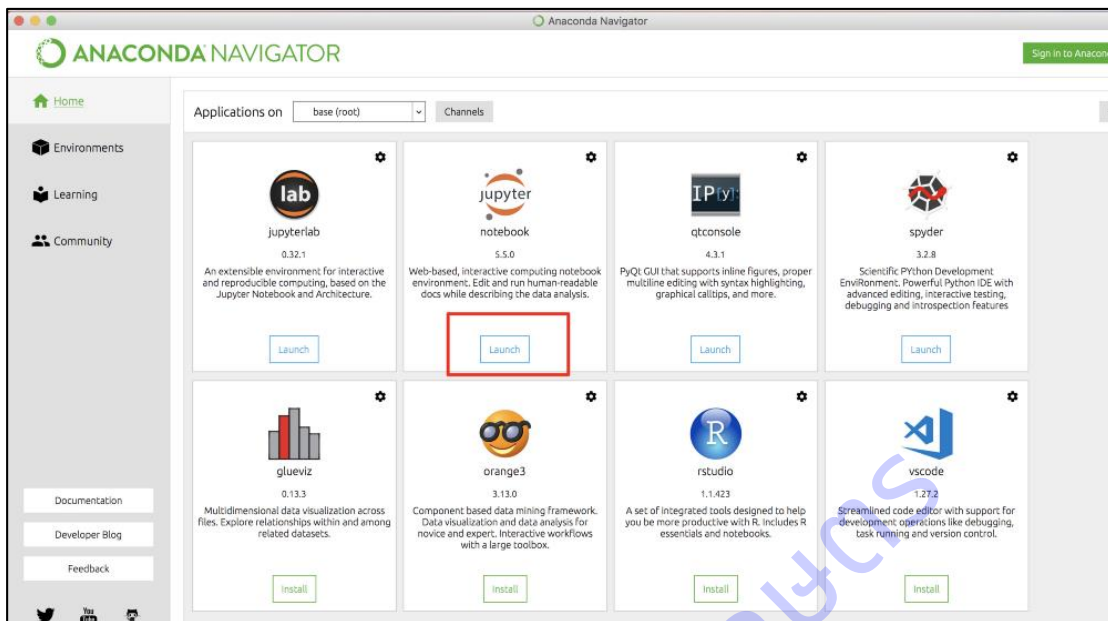 Anaconda Navigator
ANACONDA NAVIGATOR
Sign in to Anacon
Home
Environments
Learning
Community
Documentation
Developer Blog
Feedback
You
Tube
Applications on
base (root)
Channels
lab
jupyterlab
0.32.1
An extensible environment for interactive
and reproducible computing, based on the
Jupyter Notebook and Architecture.
Launch
jupyter
notebook
5.5.0
Web-based, interactive computing notebook
environment. Edit and run human-readable
docs while describing the data analysis.
Launch
IP[y]:
qtconsole
4.3.1
PyQt GUI that supports inline figures, proper
multiline editing with syntax highlighting,
graphical calltips, and more.
Launch
spyder
3.2.8
Scientific PYthon Development
EnviRonment. Powerful Python IDE with
advanced editing, interactive testing,
debugging and introspection features
Launch
glueviz
0.13.3
Multidimensional data visualization across
files. Explore relationships within and among
related datasets.
Install
orange3
3.13.0
Component based data mining framework.
Data visualization and data analysis for
novice and expert. Interactive workflows
with a large toolbox.
Install
R
rstudio
1.1.423
A set of integrated tools designed to help
you be more productive with R. Includes R
essentials and notebooks.
Install
vscode
1.27.2
Streamlined code editor with support for
development operations like debugging,
task running and version control.
Install